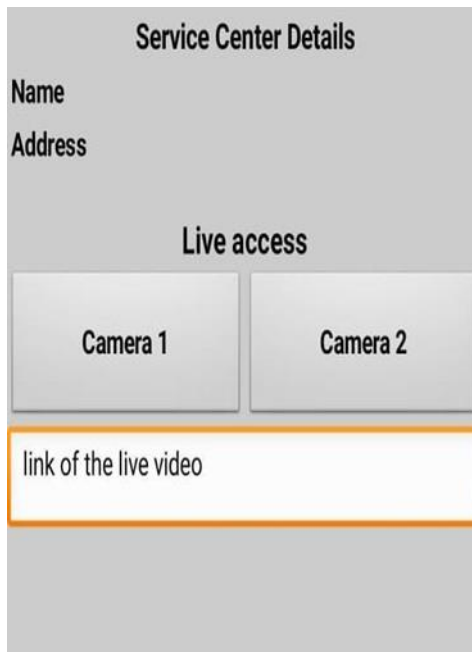 Service Center Details
Name
Address
Live access
Camera 1
Camera 2
link of the live video